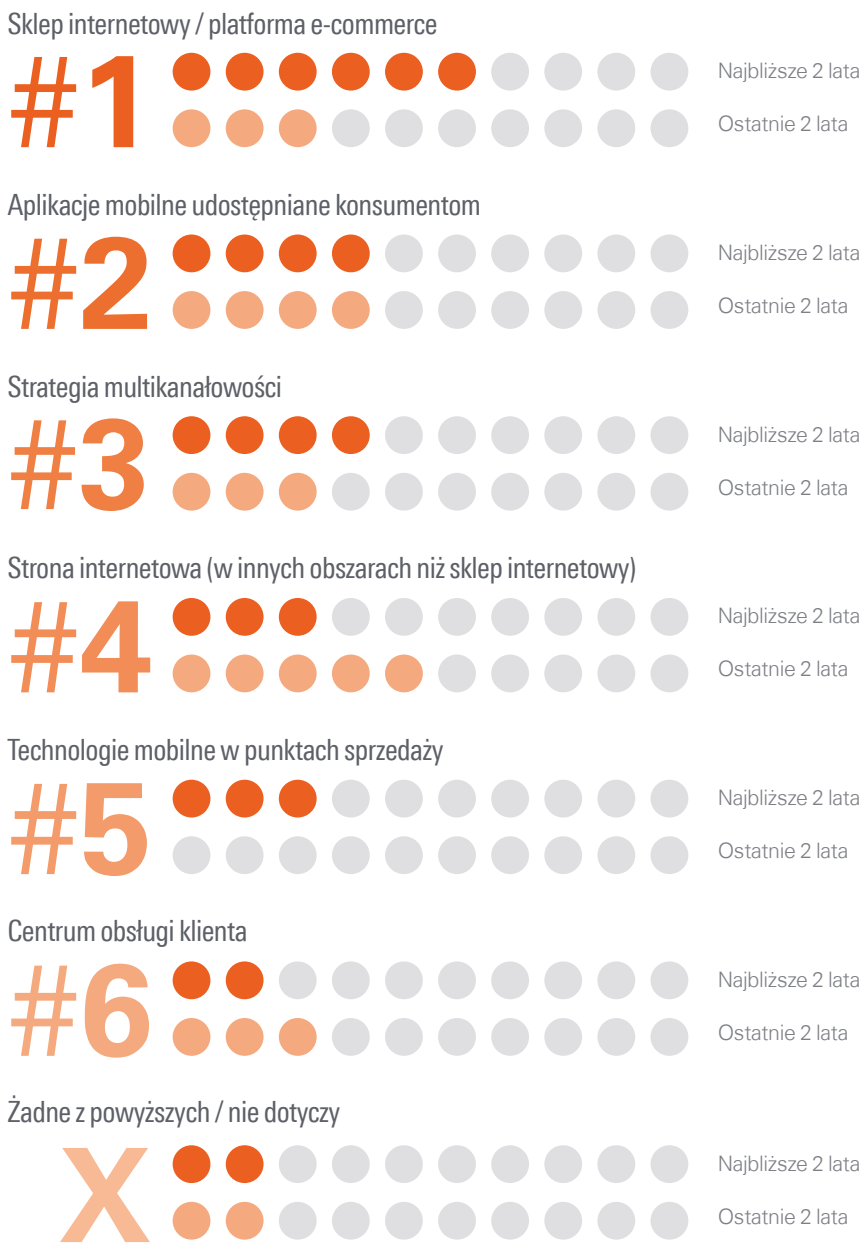 Sklep internetowy / platforma e-commerce
#1
Najbliższe 2 lata
Ostatnie 2 lata
Aplikacje mobilne udostępniane konsumentom
#2
Najbliższe 2 lata
Ostatnie 2 lata
Strategia multikanałowości
#3
Najbliższe 2 lata
Ostatnie 2 lata
Strona internetowa (w innych obszarach niż sklep internetowy)
#4
Najbliższe 2 lata
Ostatnie 2 lata
Technologie mobilne w punktach sprzedaży
#5
Najbliższe 2 lata
Ostatnie 2 lata
Centrum obsługi klienta
#6
Najbliższe 2 lata
Ostatnie 2 lata
Żadne z powyższych / nie dotyczy
X
Najbliższe 2 lata
Ostatnie 2 lata